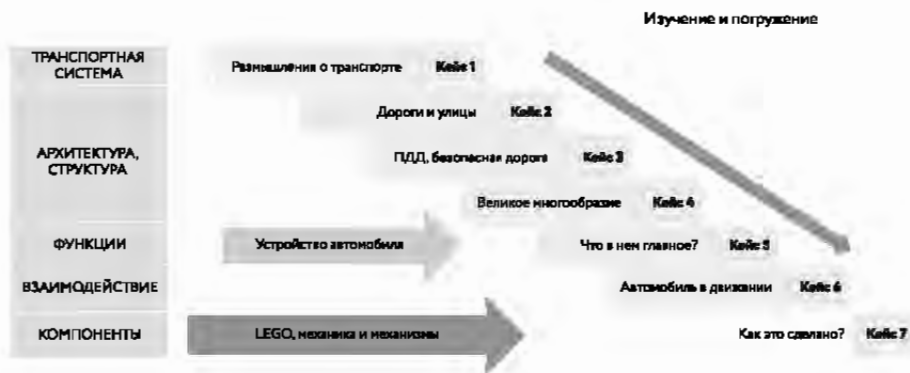 Изучение и погружение
ТРАНСПОРТНАЯ
СИСТЕМА
Размышления о транспорте Кейс 1
Дороги и улицы Кейс 2
АРХИТЕКТУРА,
СТРУКТУРА
ПДД, безопасная дорога Кейс 3
Великое многообразие Кейс 4
ФУНКЦИИ
Устройство автомобиля
Что в нем главное? Кейс 5
ВЗАИМОДЕЙСТВИЕ
Автомобиль в движении Кейс 6
КОМПОНЕНТЫ
LEGO, механика и механизмы
Как это сделано? Кейс 7